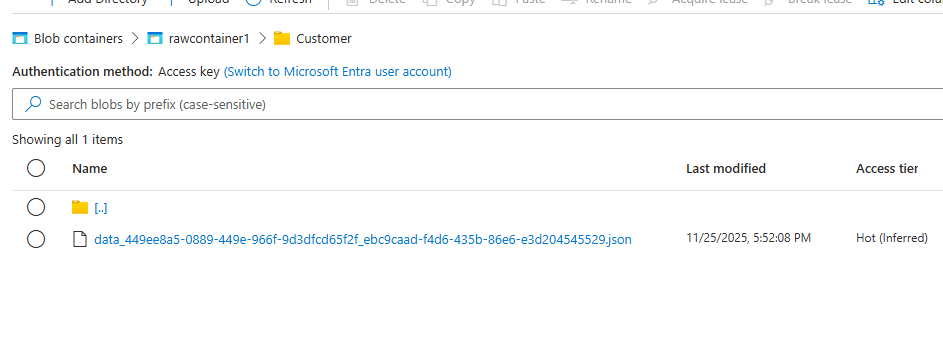 Add Directory Upload Refresh Delete Copy Paste Rename Acquire lease Break lease Edit colu
Blob containers > rawcontainer1 > Customer
Authentication method: Access key (Switch to Microsoft Entra user account)
Search blobs by prefix (case-sensitive)
Showing all 1 items
Name Last modified Access tier
[..]
data_449ee8a5-0889-449e-966f-9d3dfcd65f2f_ebc9caad-f4d6-435b-86e6-e3d204545529.json 11/25/2025, 5:52:08 PM Hot (Inferred)